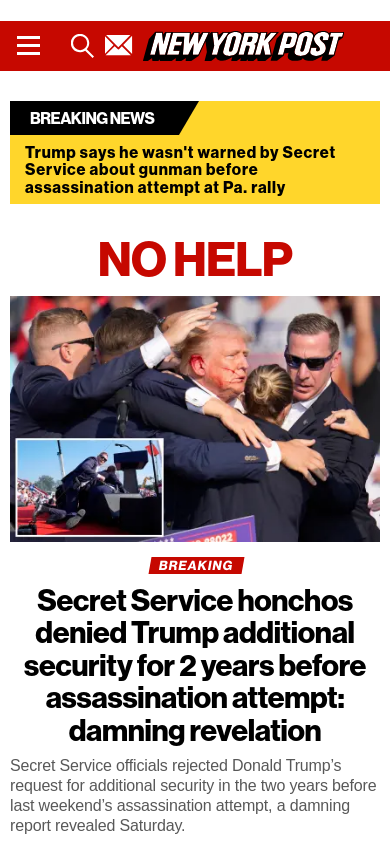 NEW YORK POST
BREAKING NEWS
Trump says he wasn't warned by Secret
Service about gunman before
assassination attempt at Pa. rally
NO HELP
BREAKING
Secret Service honchos
denied Trump additional
security for 2 years before
assassination attempt:
damning revelation
Secret Service officials rejected Donald Trump’s
request for additional security in the two years before
last weekend’s assassination attempt, a damning
report revealed Saturday.